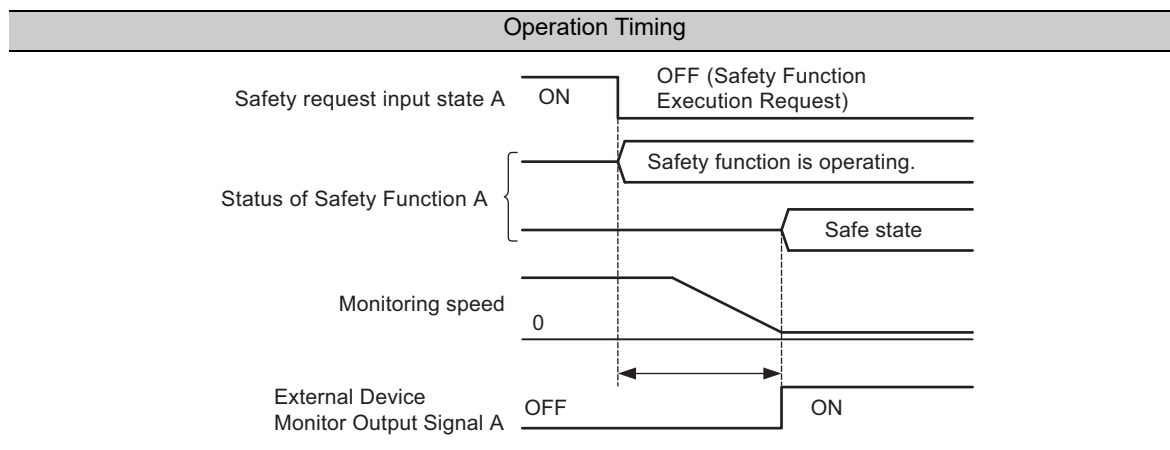 Operation Timing
Safety request input state A
ON
OFF (Safety Function
Execution Request)
Status of Safety Function A
Safety function is operating.
Safe state
Monitoring speed
0
External Device
Monitor Output Signal A
OFF
ON